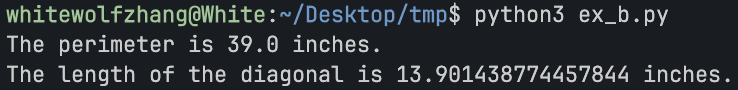 whitewolfzhang@White:~/Desktop/tmp$ python3 ex_b.py
The perimeter is 39.0 inches.
The length of the diagonal is 13.901438774457844 inches.